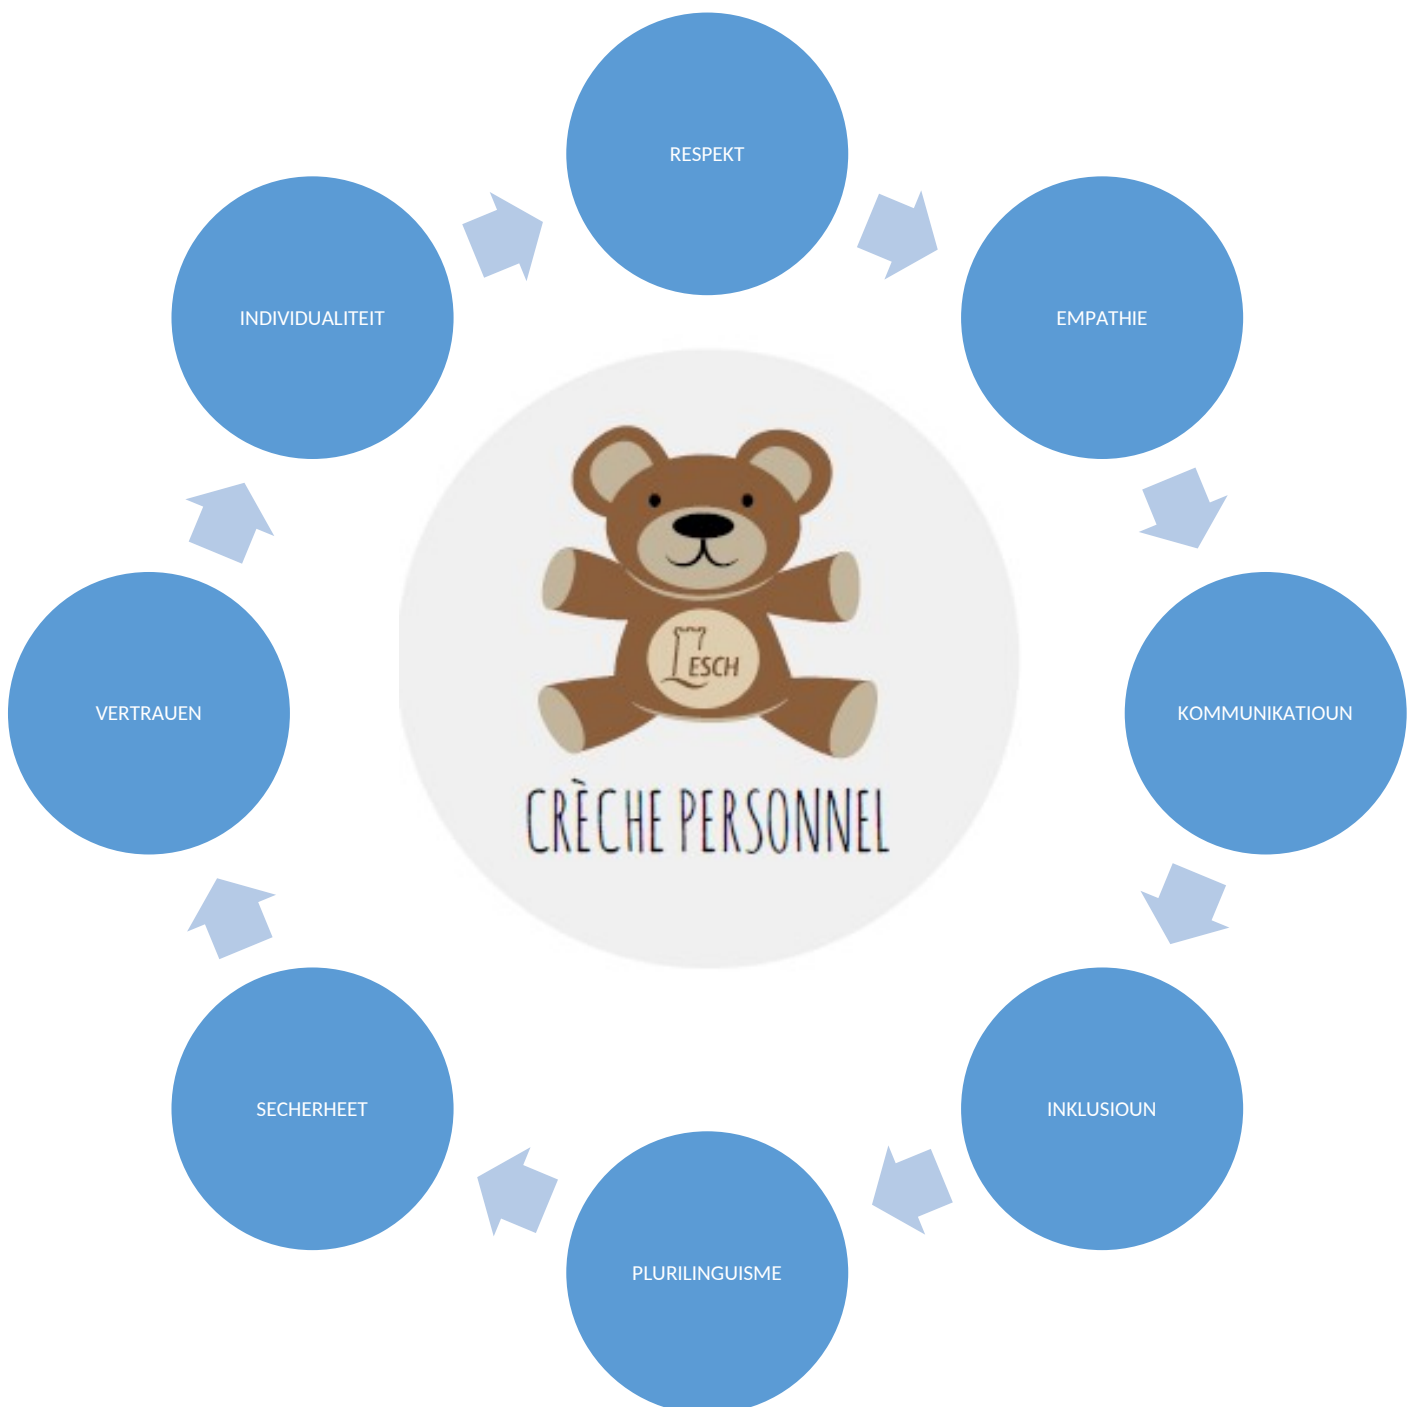 RESPEKT
EMPATHIE
KOMMUNIKATIOUN
INKLUSIOUN
PLURILINGUISME
SECHERHEET
VERTRAUEN
INDIVIDUALITEIT
ESCH
CRÈCHE PERSONNEL